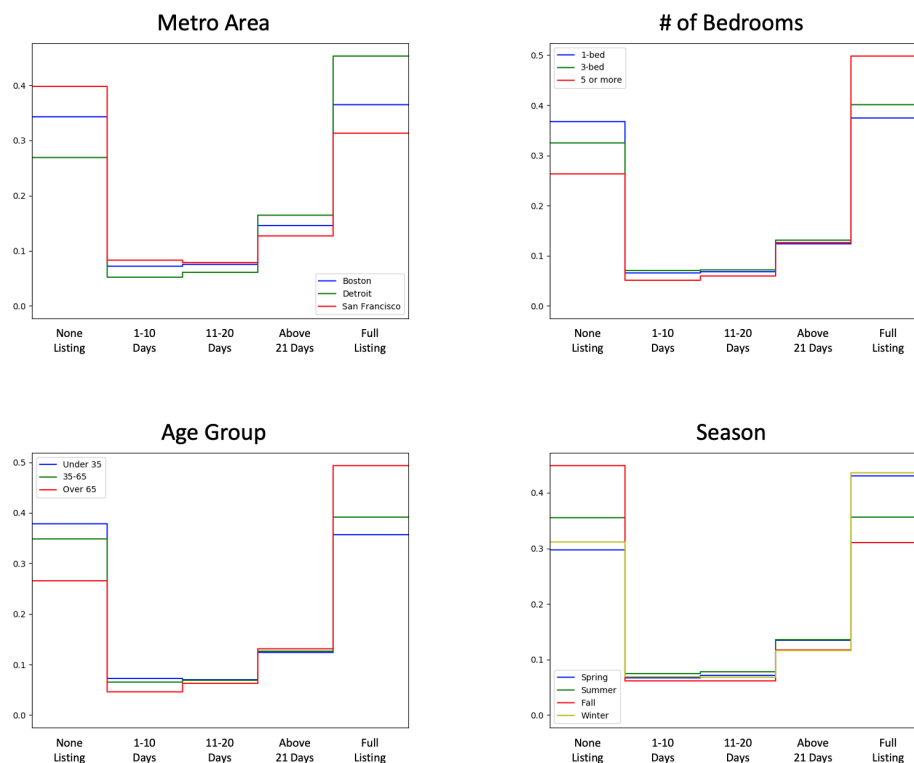 Metro Area
0.4
0.3
0.2
0.1
0.0
Boston
Detroit
San Francisco
None Listing
1-10 Days
11-20 Days
Above 21 Days
Full Listing
# of Bedrooms
1-bed
3-bed
5 or more
0.5
0.4
0.3
0.2
0.1
0.0
None Listing
1-10 Days
11-20 Days
Above 21 Days
Full Listing
Age Group
Under 35
35-65
Over 65
0.5
0.4
0.3
0.2
0.1
0.0
None Listing
1-10 Days
11-20 Days
Above 21 Days
Full Listing
Season
0.4
0.3
0.2
0.1
0.0
Spring
Summer
Fall
Winter
None Listing
1-10 Days
11-20 Days
Above 21 Days
Full Listing